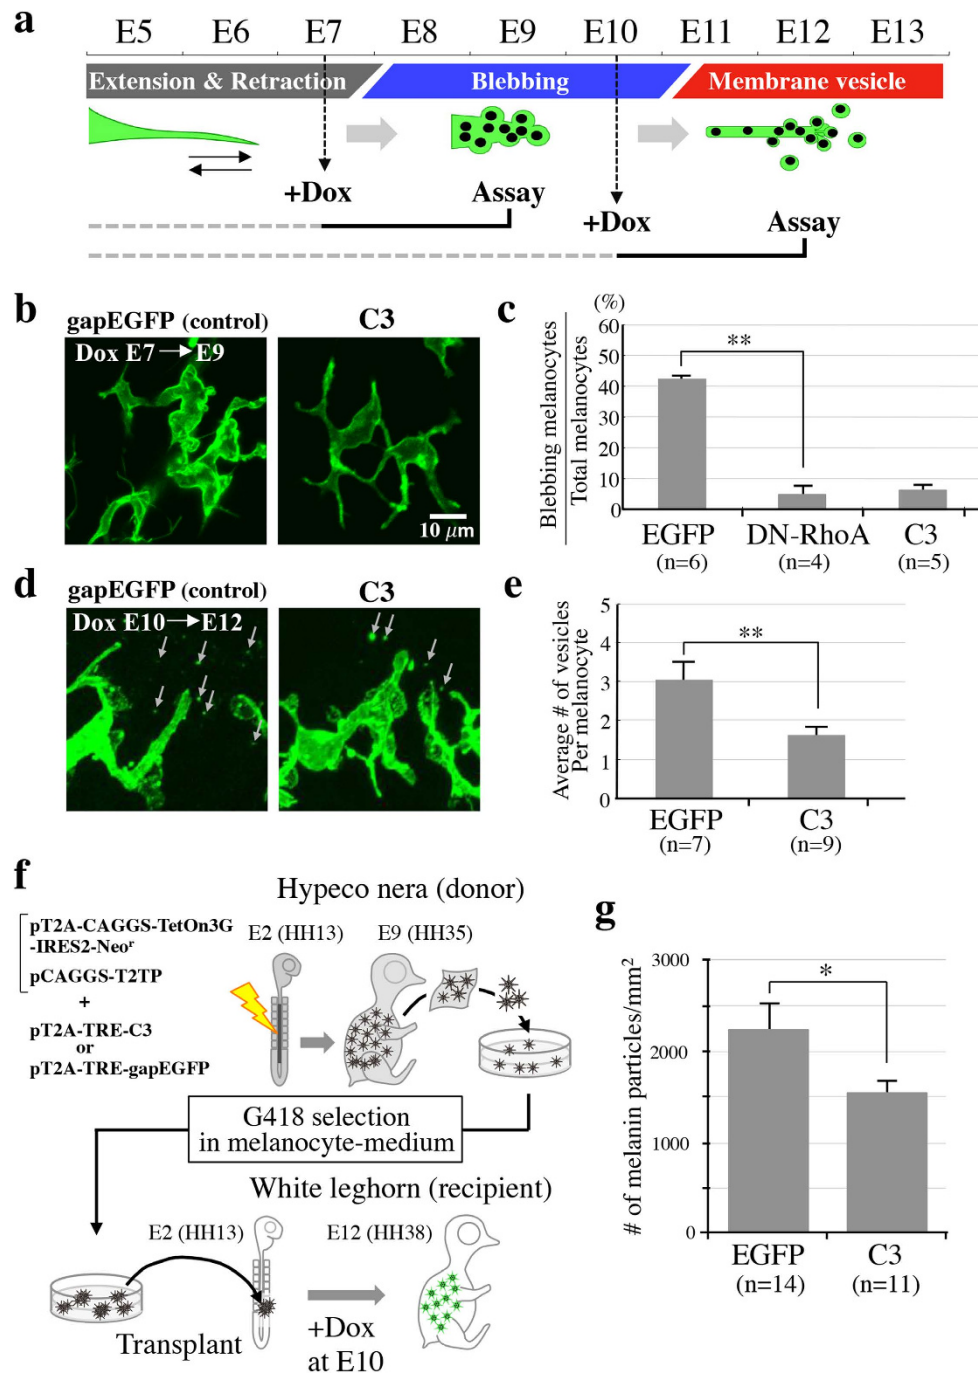 a
E5 E6 E7 E8 E9 E10 E11 E12 E13
Extension & Retraction Blebbing Membrane vesicle
+Dox Assay
+Dox Assay
b
gapEGFP (control) C3
Dox E7 → E9
10 μm
c
(%)
Blebbing melanocytes
Total melanocytes
60
50
40
30
20
10
0
**
EGFP DN-RhoA C3
(n=6) (n=4) (n=5)
d
gapEGFP (control) C3
Dox E10 → E12
e
Average # of vesicles
Per melanocyte
5
4
3
2
1
0
**
EGFP C3
(n=7) (n=9)
f
Hypeco nera (donor)
pT2A-CAGGS-TetOn3G
-IRES2-Neoʳ
pCAGGS-T2TP
+
pT2A-TRE-C3
or
pT2A-TRE-gapEGFP
E2 (HH13) E9 (HH35)
G418 selection
in melanocyte-medium
White leghorn (recipient)
E2 (HH13) E12 (HH38)
Transplant
+Dox
at E10
g
# of melanin particles/mm²
3000
2000
1000
0
*
EGFP C3
(n=14) (n=11)